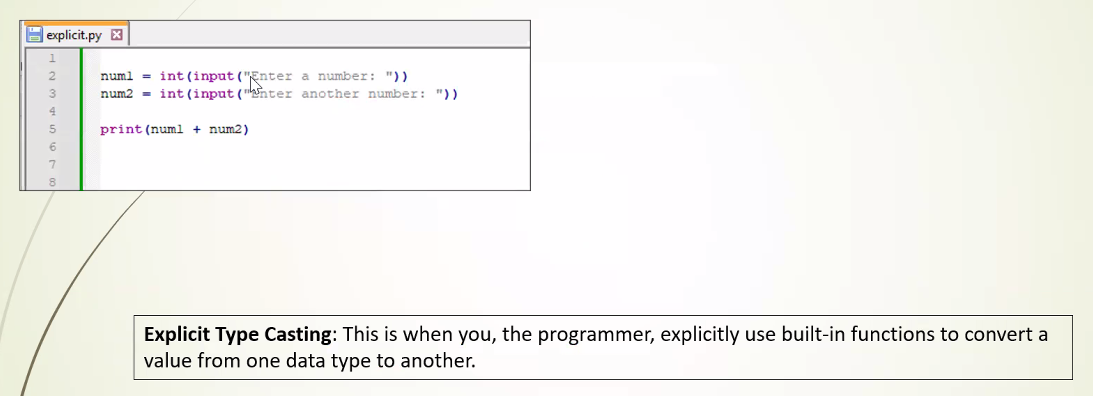 explicit.py
1
2 num1 = int(input("Enter a number: "))
3 num2 = int(input("Enter another number: "))
4
5 print(num1 + num2)
6
7
8
Explicit Type Casting: This is when you, the programmer, explicitly use built-in functions to convert a
value from one data type to another.